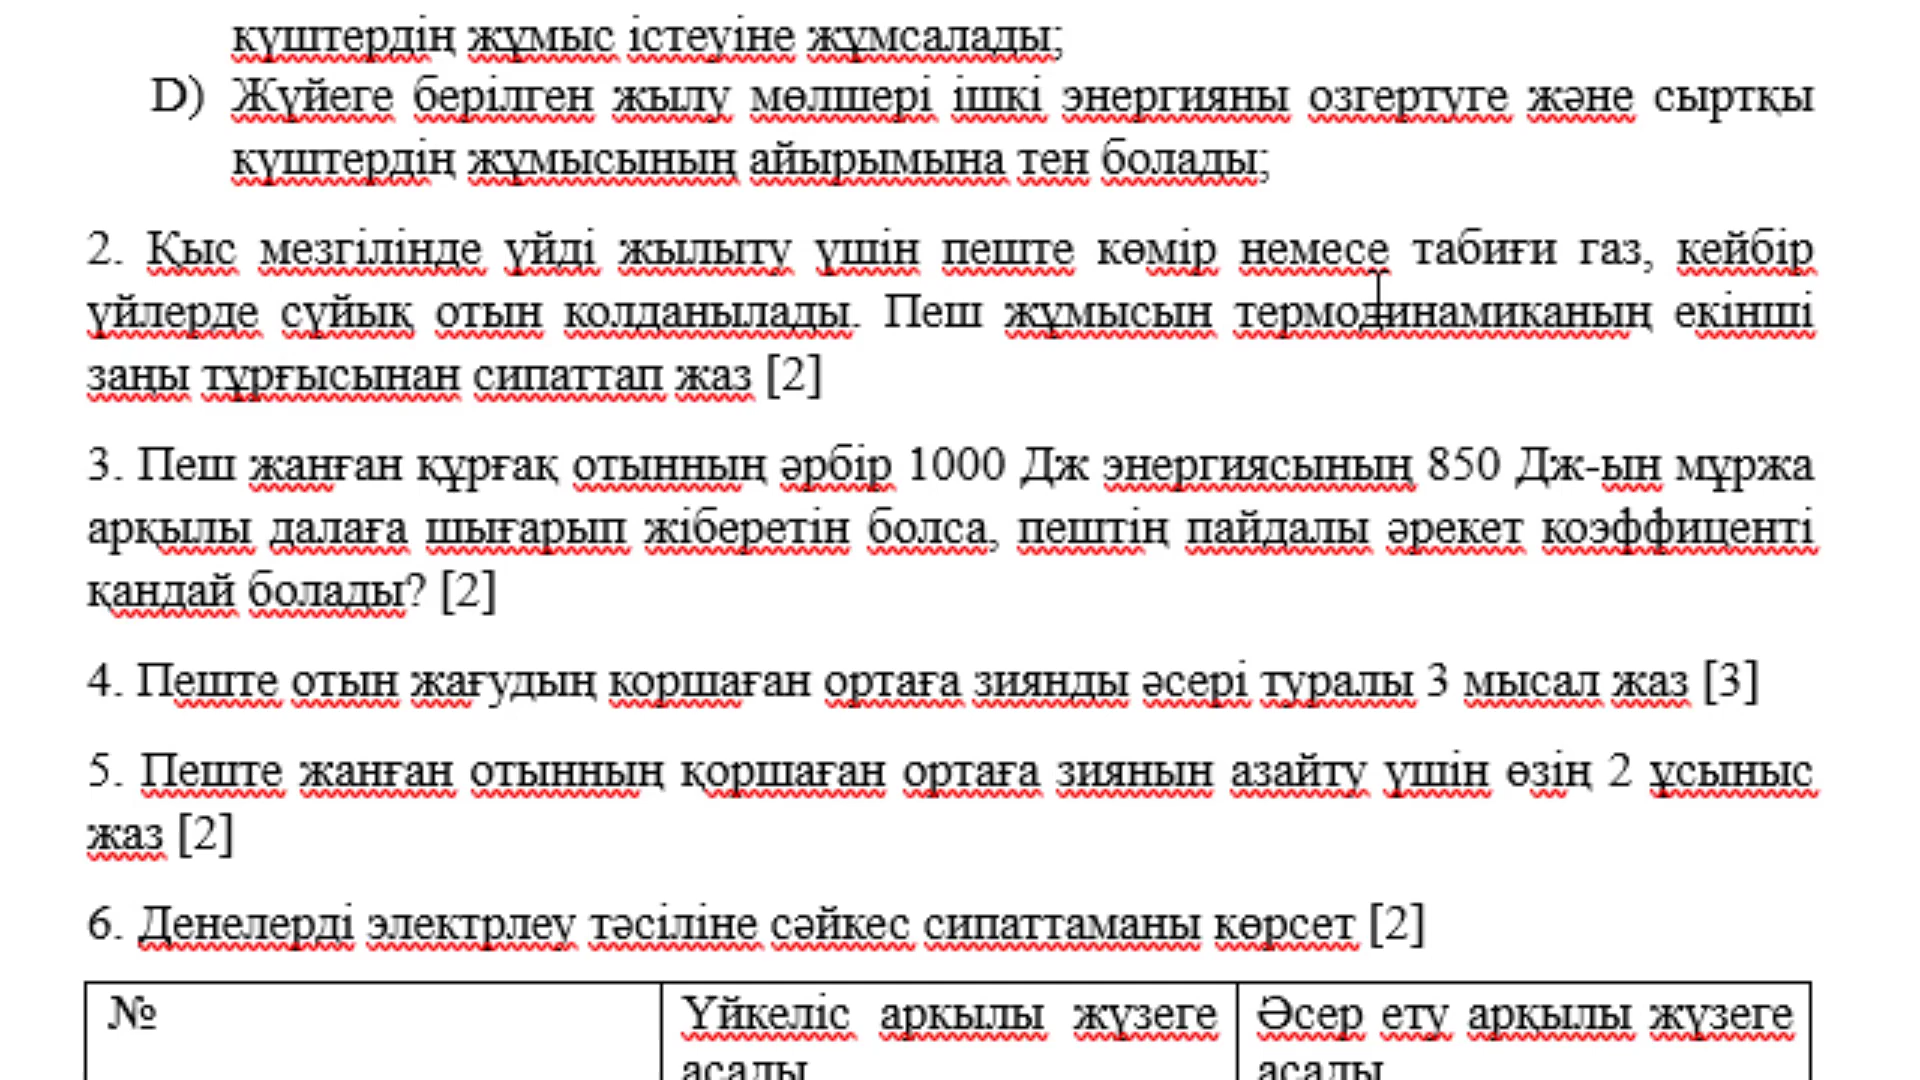 күштердің жұмыс істеуіне жұмсалады;
D) Жүйеге берілген жылу мөлшері ішкі энергияны озгертуге және сыртқы
күштердің жұмысының айырымына тен болады;
2. Қыс мезгілінде үйді жылыту үшін пеште көмір немесе табиғи газ, кейбір
үйлерде сұйық отын қолданылады. Пеш жұмысын термодинамиканың екінші
заңы тұрғысынан сипаттап жаз [2]
3. Пеш жанған құрғақ отынның әрбір 1000 Дж энергиясының 850 Дж-ын мұржа
арқылы далаға шығарып жіберетін болса, пештің пайдалы әрекет коэффиценті
қандай болады? [2]
4. Пеште отын жағудың қоршаған ортаға зиянды әсері туралы 3 мысал жаз [3]
5. Пеште жанған отынның қоршаған ортаға зиянын азайту үшін өзің 2 ұсыныс
жаз [2]
6. Денелерді электрлеу тәсіліне сәйкес сипаттаманы көрсет [2]
№ Үйкеліс арқылы жүзеге Әсер ету арқылы жүзеге
асады асады